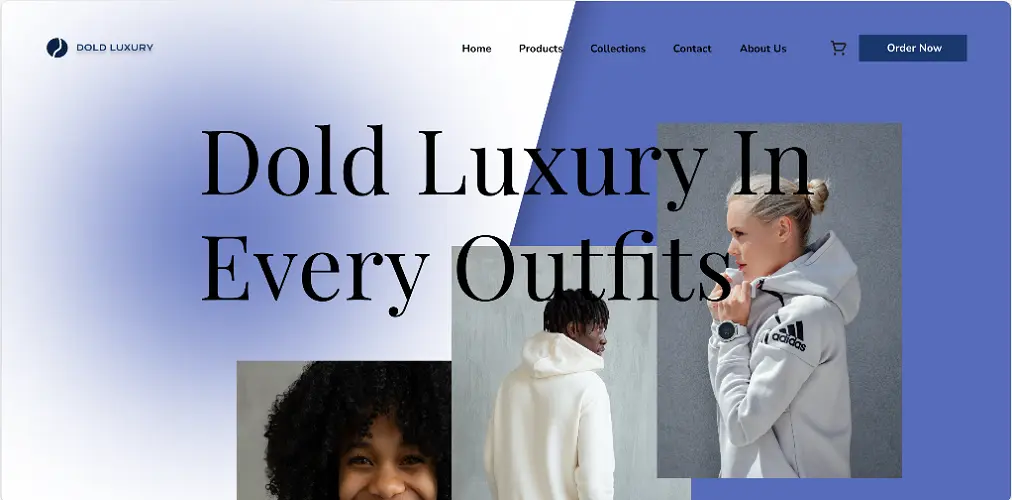 DOLD LUXURY
Home Products Collections Contact About Us Order Now
Dold Luxury In
Every Outfits
adidas